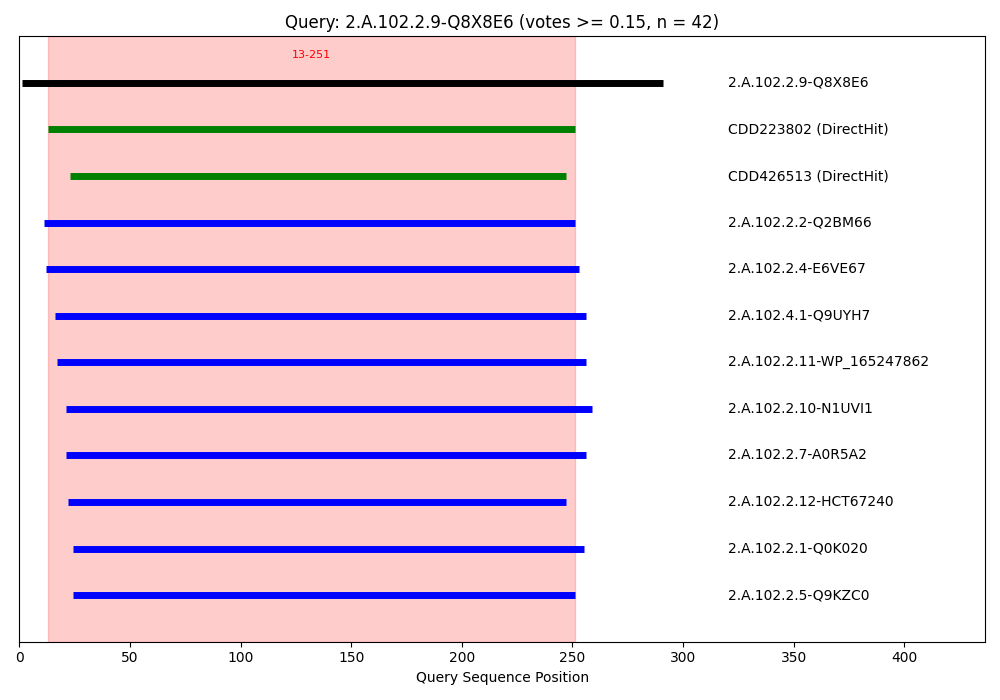 Query: 2.A.102.2.9-Q8X8E6 (votes >= 0.15, n = 42)
13-251
2.A.102.2.9-Q8X8E6
CDD223802 (DirectHit)
CDD426513 (DirectHit)
2.A.102.2.2-Q2BM66
2.A.102.2.4-E6VE67
2.A.102.4.1-Q9UYH7
2.A.102.2.11-WP_165247862
2.A.102.2.10-N1UVI1
2.A.102.2.7-A0R5A2
2.A.102.2.12-HCT67240
2.A.102.2.1-Q0K020
2.A.102.2.5-Q9KZC0
0 50 100 150 200 250 300 350 400
Query Sequence Position